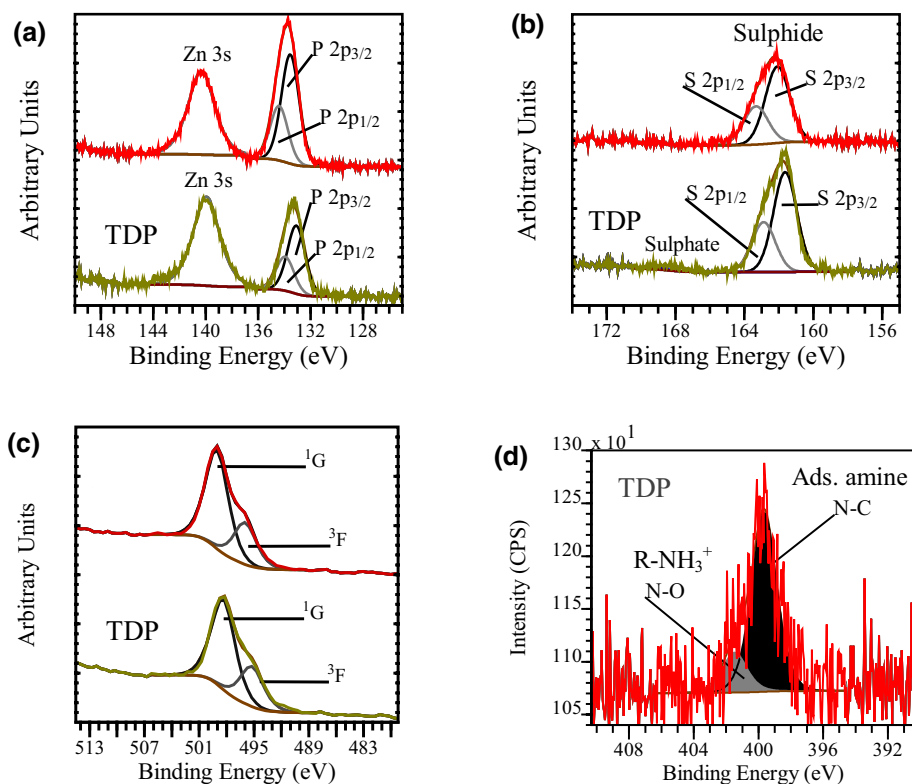 (a)
Zn 3s
P 2p3/2
P 2p1/2
Zn 3s
P 2p3/2
TDP
P 2p1/2
Arbitrary Units
148 144 140 136 132 128
Binding Energy (eV)
(b)
Sulphide
S 2p1/2
S 2p3/2
S 2p1/2
S 2p3/2
TDP
Sulphate
Arbitrary Units
172 168 164 160 156
Binding Energy (eV)
(c)
¹G
³F
¹G
TDP
³F
Arbitrary Units
513 507 501 495 489 483
Binding Energy (eV)
(d)
130 x 10¹
TDP
Ads. amine
125
N-C
120
R-NH₃⁺
N-O
115
110
105
Intensity (CPS)
408 404 400 396 392
Binding Energy (eV)